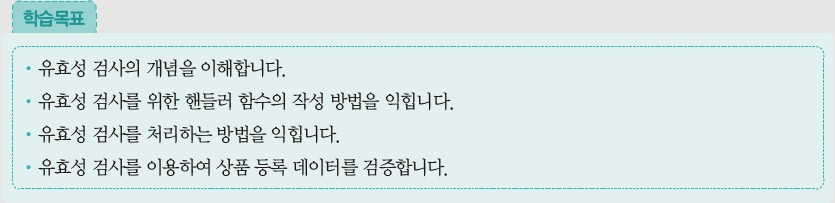 학습목표
• 유효성 검사의 개념을 이해합니다.
• 유효성 검사를 위한 핸들러 함수의 작성 방법을 익힙니다.
• 유효성 검사를 처리하는 방법을 익힙니다.
• 유효성 검사를 이용하여 상품 등록 데이터를 검증합니다.